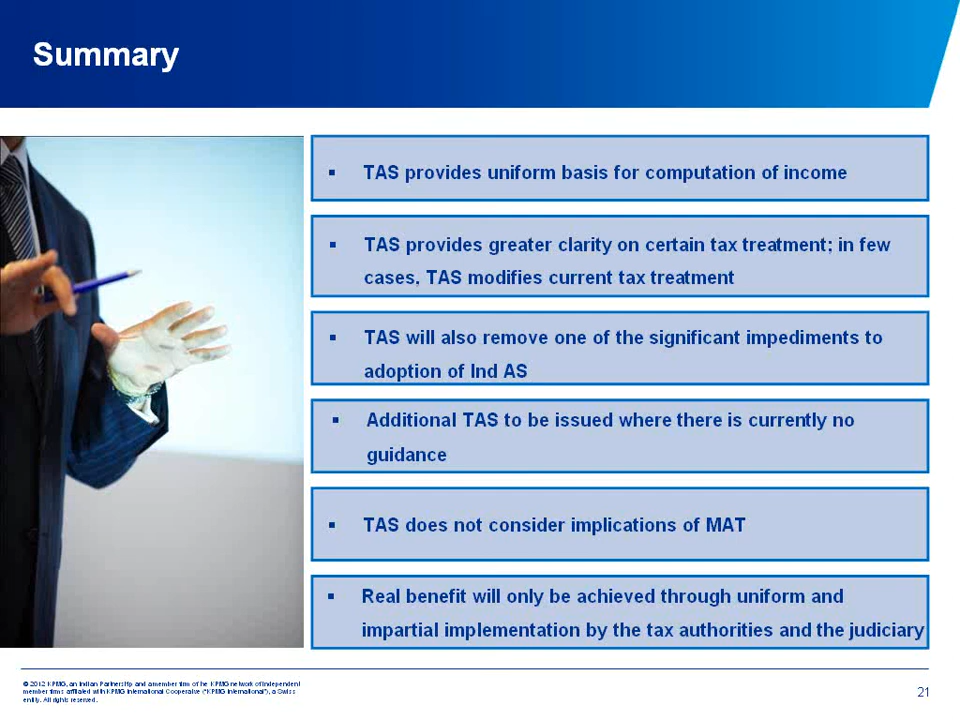 Summary
▪ TAS provides uniform basis for computation of income
▪ TAS provides greater clarity on certain tax treatment; in few
cases, TAS modifies current tax treatment
▪ TAS will also remove one of the significant impediments to
adoption of Ind AS
▪ Additional TAS to be issued where there is currently no
guidance
▪ TAS does not consider implications of MAT
▪ Real benefit will only be achieved through uniform and
impartial implementation by the tax authorities and the judiciary
© 2012 KPMG, an Indian Partnership and a member firm of the KPMG network of independent
member firms affiliated with KPMG International Cooperative ("KPMG International"), a Swiss
entity. All rights reserved.
21